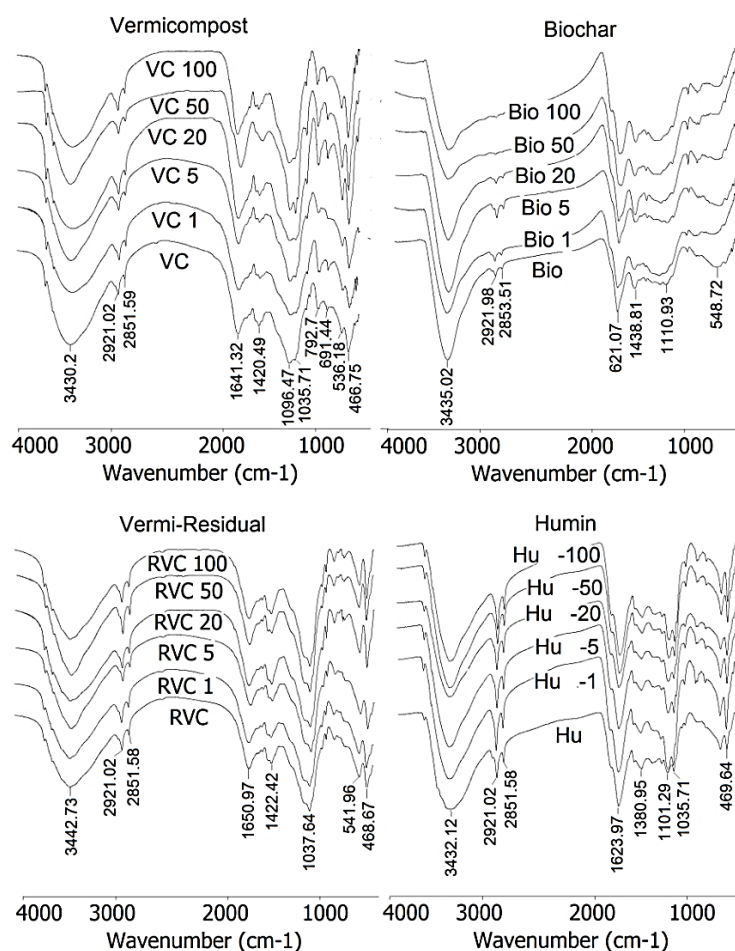 Vermicompost
VC 100
VC 50
VC 20
VC 5
VC 1
VC
3430.2
2921.02
2851.59
1641.32
1420.49
1096.47
1035.71
792.7
691.44
536.18
466.75
4000 3000 2000 1000
Wavenumber (cm-1)
Biochar
Bio 100
Bio 50
Bio 20
Bio 5
Bio 1
Bio
3435.02
2921.98
2853.51
621.07
1438.81
1110.93
548.72
4000 3000 2000 1000
Wavenumber (cm-1)
Vermi-Residual
RVC 100
RVC 50
RVC 20
RVC 5
RVC 1
RVC
3442.73
2921.02
2851.58
1650.97
1422.42
1037.64
541.96
468.67
4000 3000 2000 1000
Wavenumber (cm-1)
Humin
Hu -100
Hu -50
Hu -20
Hu -5
Hu -1
Hu
3432.12
2921.02
2851.58
1623.97
1380.95
1101.29
1035.71
469.64
4000 3000 2000 1000
Wavenumber (cm-1)